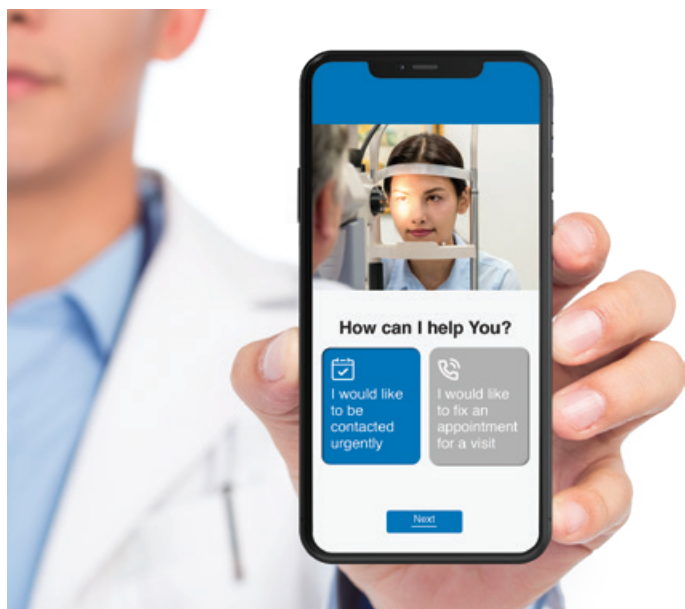 How can I help You?
I would like
to be
contacted
urgently
I would like
to fix an
appointment
for a visit
Next